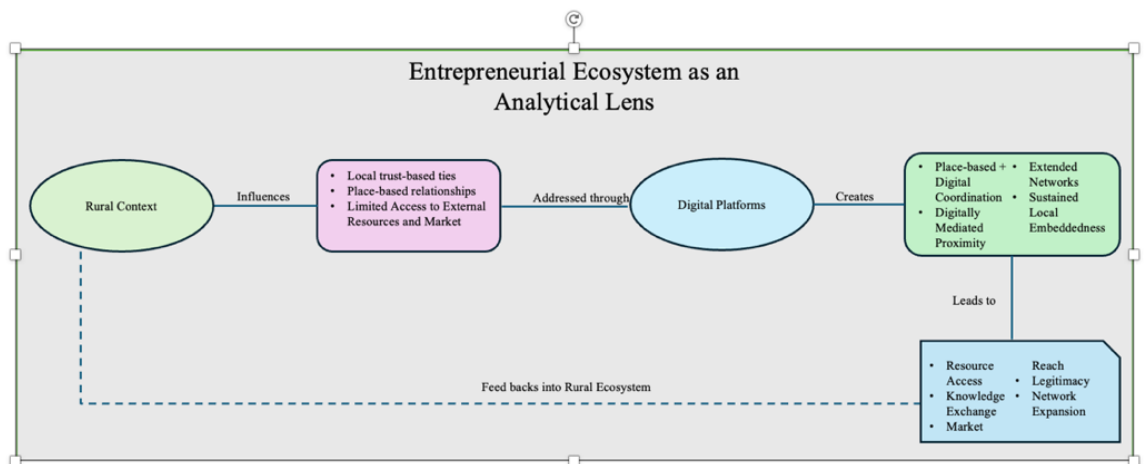 Entrepreneurial Ecosystem as an
Analytical Lens
Rural Context
Influences
• Local trust-based ties
• Place-based relationships
• Limited Access to External
Resources and Market
Addressed through
Digital Platforms
Creates
• Place-based +
Digital
Coordination
• Digitally
Mediated
Proximity
• Extended
Networks
• Sustained
Local
Embeddedness
Leads to
• Resource
Access
• Knowledge
Exchange
• Market
Reach
• Legitimacy
• Network
Expansion
Feed backs into Rural Ecosystem